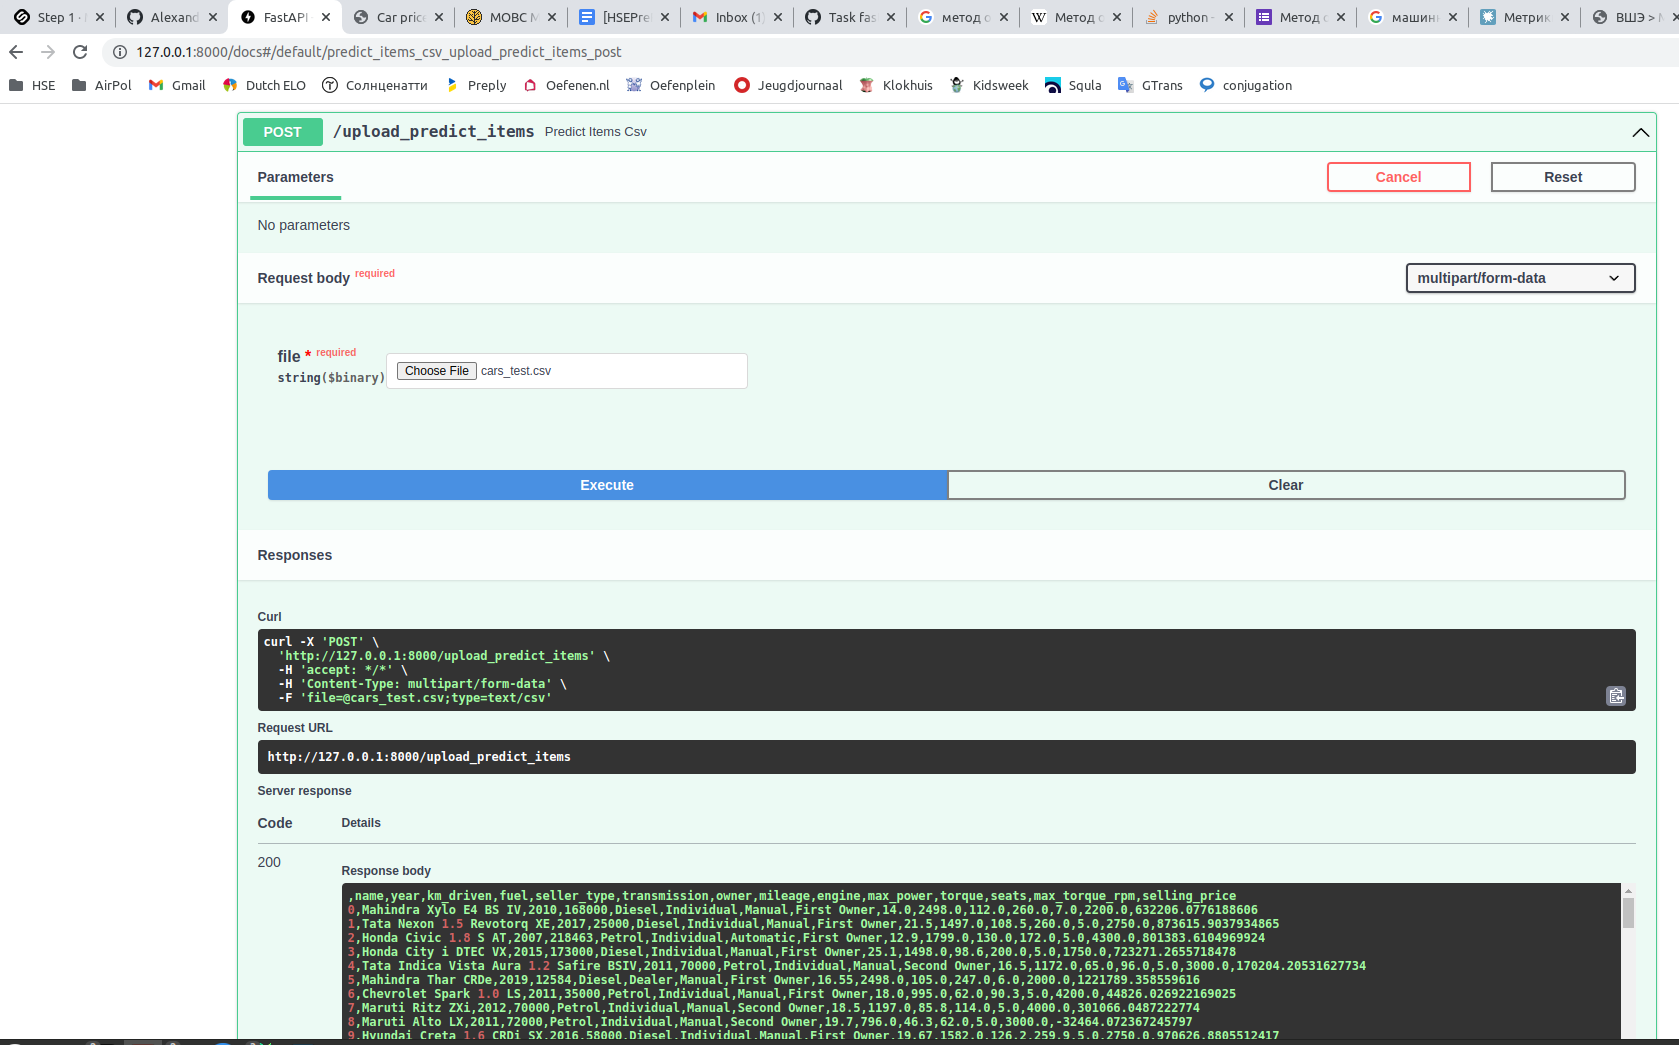 Step 1 ·
Alexand
FastAPI
Car pric
МОВС М
[HSEPre
Inbox (1)
Task fas
метод о
Метод с
python -
Метод о
машин
Метрик
ВШЭ >
127.0.0.1:8000/docs#/default/predict_items_csv_upload_predict_items_post
HSE AirPol Gmail Dutch ELO Солнценатти Preply Oefenen.nl Oefenplein Jeugdjournaal Klokhuis Kidsweek Squla GTrans conjugation
POST /upload_predict_items Predict Items Csv
Parameters Cancel Reset
No parameters
Request body required multipart/form-data
file * required
string($binary) Choose File cars_test.csv
Execute Clear
Responses
Curl
curl -X 'POST' \
'http://127.0.0.1:8000/upload_predict_items' \
-H 'accept: */*' \
-H 'Content-Type: multipart/form-data' \
-F 'file=@cars_test.csv;type=text/csv'
Request URL
http://127.0.0.1:8000/upload_predict_items
Server response
Code Details
200
Response body
,name,year,km_driven,fuel,seller_type,transmission,owner,mileage,engine,max_power,torque,seats,max_torque_rpm,selling_price
0,Mahindra Xylo E4 BS IV,2010,168000,Diesel,Individual,Manual,First Owner,14.0,2498.0,112.0,260.0,7.0,2200.0,632206.0776188606
1,Tata Nexon 1.5 Revotorq XE,2017,25000,Diesel,Individual,Manual,First Owner,21.5,1497.0,108.5,260.0,5.0,2750.0,873615.9037934865
2,Honda Civic 1.8 S AT,2007,218463,Petrol,Individual,Automatic,First Owner,12.9,1799.0,130.0,172.0,5.0,4300.0,801383.6104969924
3,Honda City i DTEC VX,2015,173000,Diesel,Individual,Manual,First Owner,25.1,1498.0,98.6,200.0,5.0,1750.0,723271.2655718478
4,Tata Indica Vista Aura 1.2 Safire BSIV,2011,70000,Petrol,Individual,Manual,Second Owner,16.5,1172.0,65.0,96.0,5.0,3000.0,170204.20531627734
5,Mahindra Thar CRDe,2019,12584,Diesel,Dealer,Manual,First Owner,16.55,2498.0,105.0,247.0,6.0,2000.0,1221789.358559616
6,Chevrolet Spark 1.0 LS,2011,35000,Petrol,Individual,Manual,First Owner,18.0,995.0,62.0,90.3,5.0,4200.0,44826.026922169025
7,Maruti Ritz ZXi,2012,70000,Petrol,Individual,Manual,Second Owner,18.5,1197.0,85.8,114.0,5.0,4000.0,301066.0487222774
8,Maruti Alto LX,2011,72000,Petrol,Individual,Manual,Second Owner,19.7,796.0,46.3,62.0,5.0,3000.0,-32464.072367245797
9,Hyundai Creta 1.6 CRDi SX,2016,58000,Diesel,Individual,Manual,First Owner,19.67,1582.0,126.2,259.9,5.0,2750.0,970626.8805512417